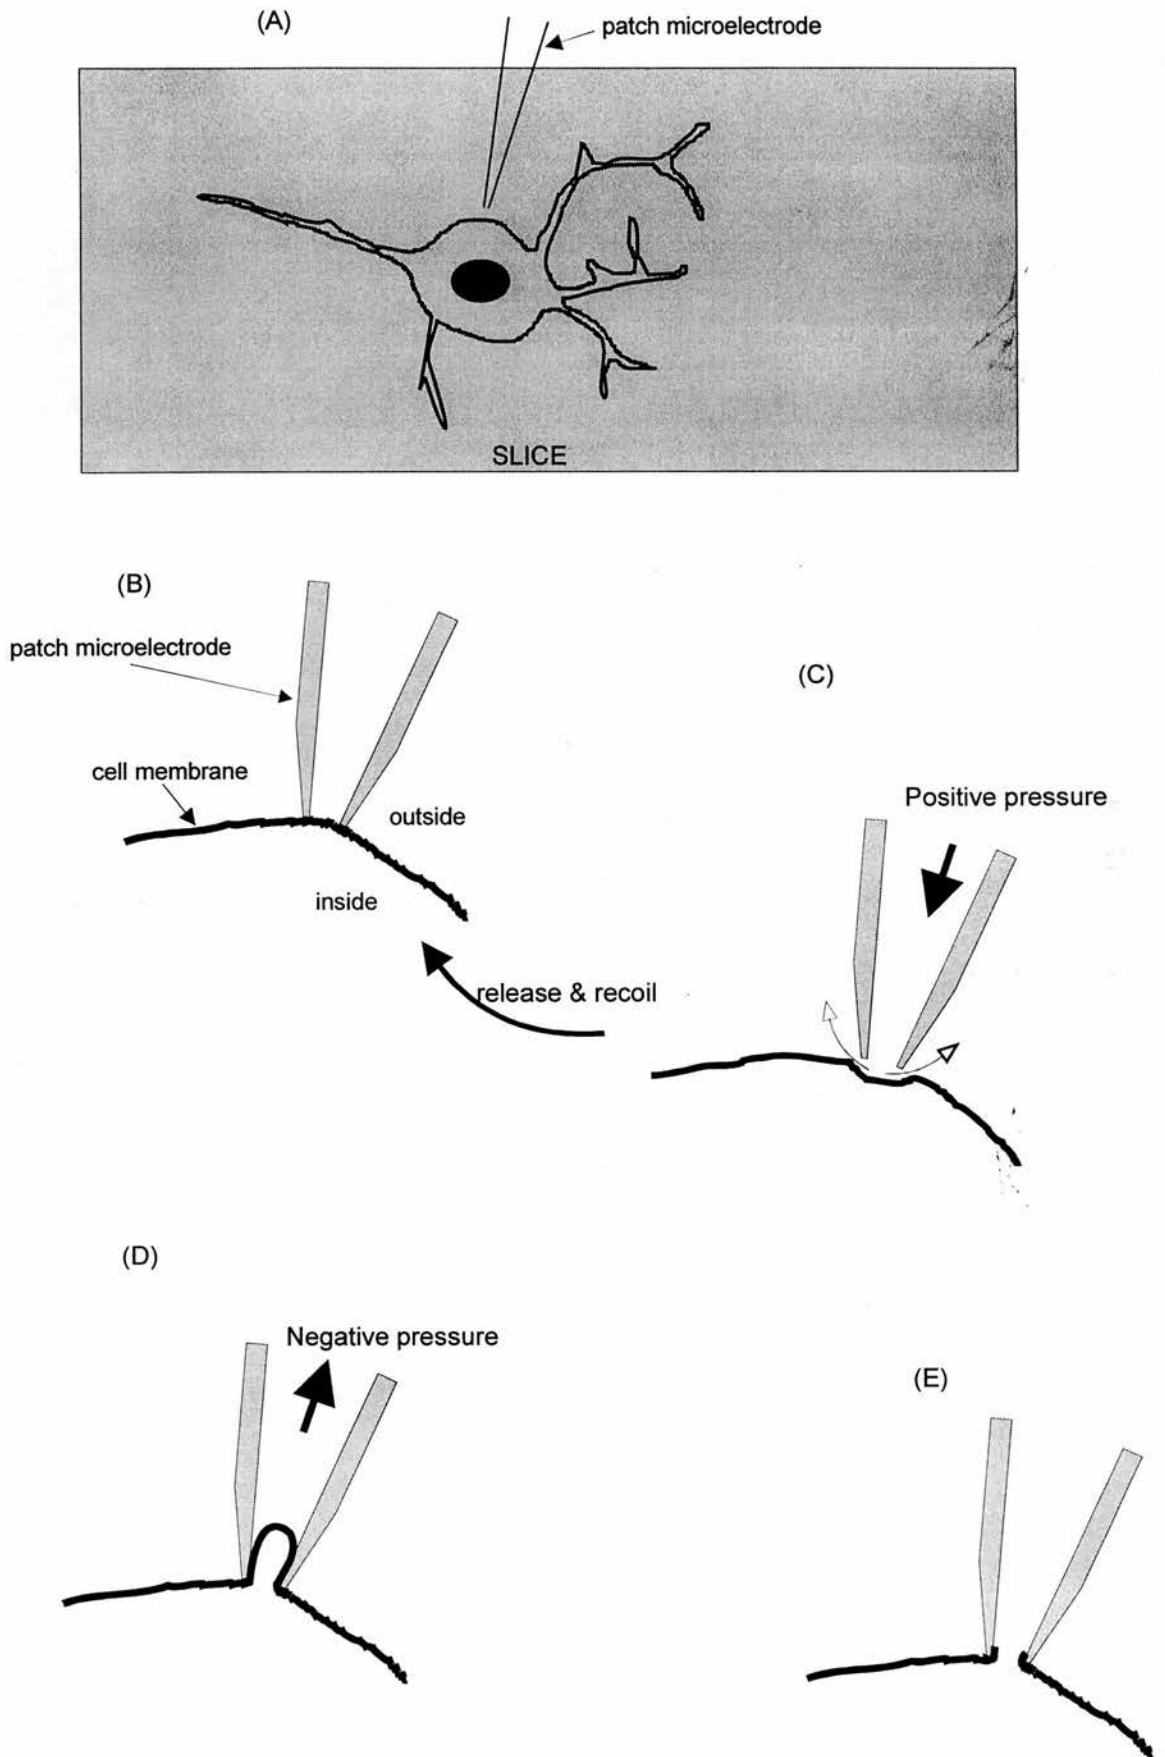 (A)
patch microelectrode
SLICE
(B)
patch microelectrode
cell membrane
outside
inside
(C)
Positive pressure
release & recoil
(D)
Negative pressure
(E)